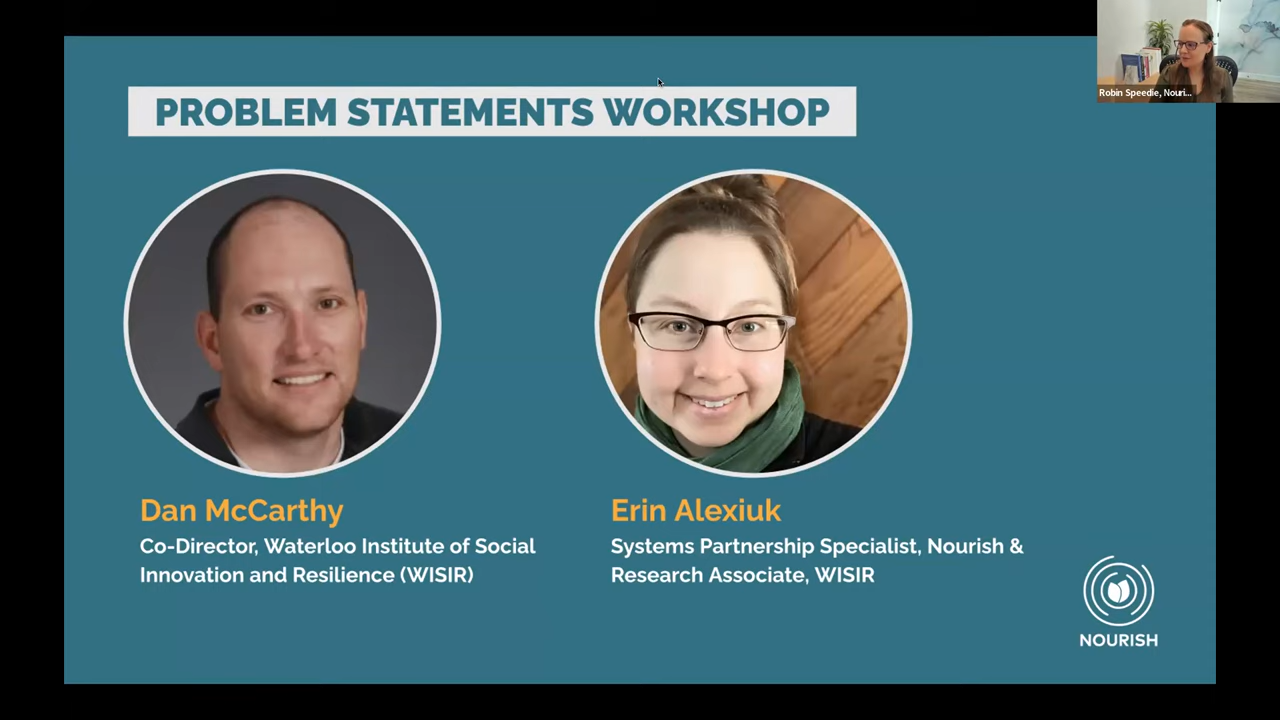 PROBLEM STATEMENTS WORKSHOP
Robin Speedie, Nouri...
Dan McCarthy
Co-Director, Waterloo Institute of Social
Innovation and Resilience (WISIR)
Erin Alexiuk
Systems Partnership Specialist, Nourish &
Research Associate, WISIR
NOURISH